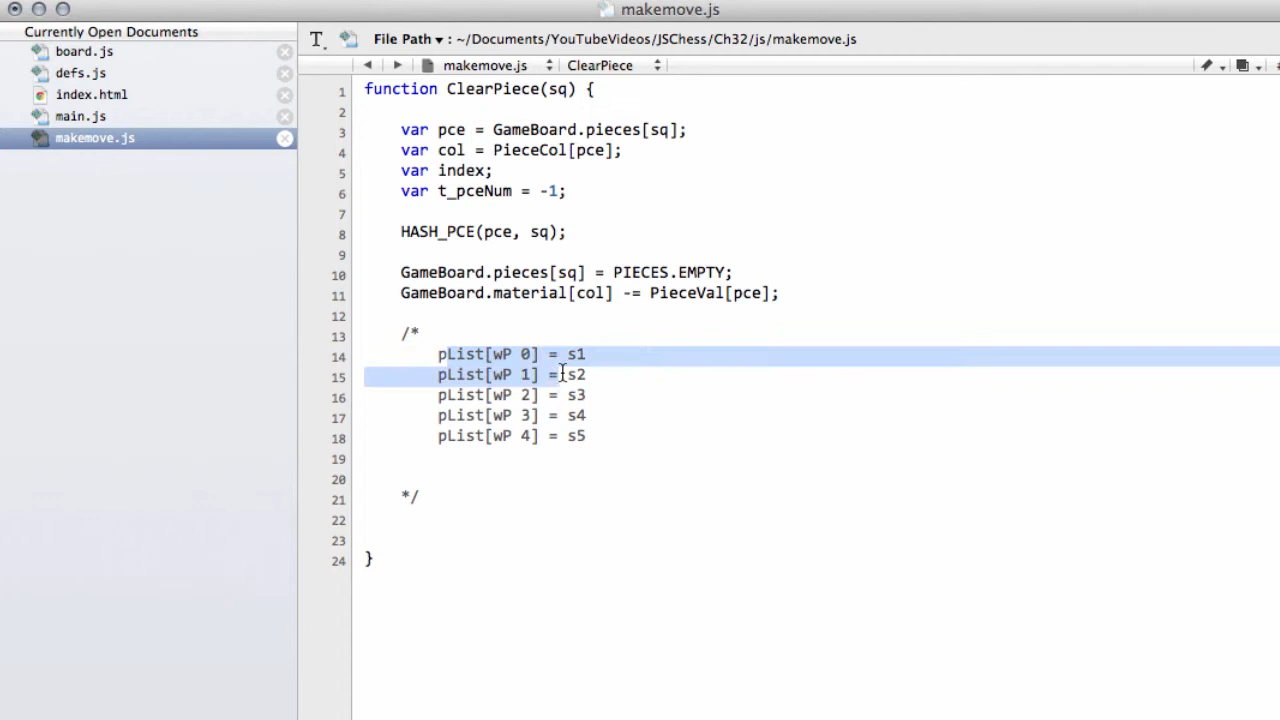 makemove.js
Currently Open Documents
board.js
defs.js
index.html
main.js
makemove.js
File Path ▾ : ~/Documents/YouTubeVideos/JSChess/Ch32/js/makemove.js
makemove.js ClearPiece
1 function ClearPiece(sq) {
2
3 var pce = GameBoard.pieces[sq];
4 var col = PieceCol[pce];
5 var index;
6 var t_pceNum = -1;
7
8 HASH_PCE(pce, sq);
9
10 GameBoard.pieces[sq] = PIECES.EMPTY;
11 GameBoard.material[col] -= PieceVal[pce];
12
13 /*
14 pList[wP 0] = s1
15 pList[wP 1] = s2
16 pList[wP 2] = s3
17 pList[wP 3] = s4
18 pList[wP 4] = s5
19
20
21 */
22
23
24 }